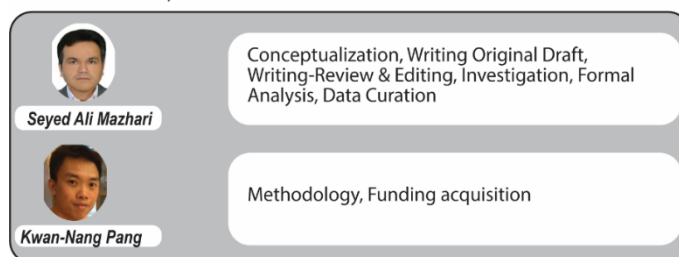 Conceptualization, Writing Original Draft,
Writing-Review & Editing, Investigation, Formal
Analysis, Data Curation
Seyed Ali Mazhari
Methodology, Funding acquisition
Kwan-Nang Pang